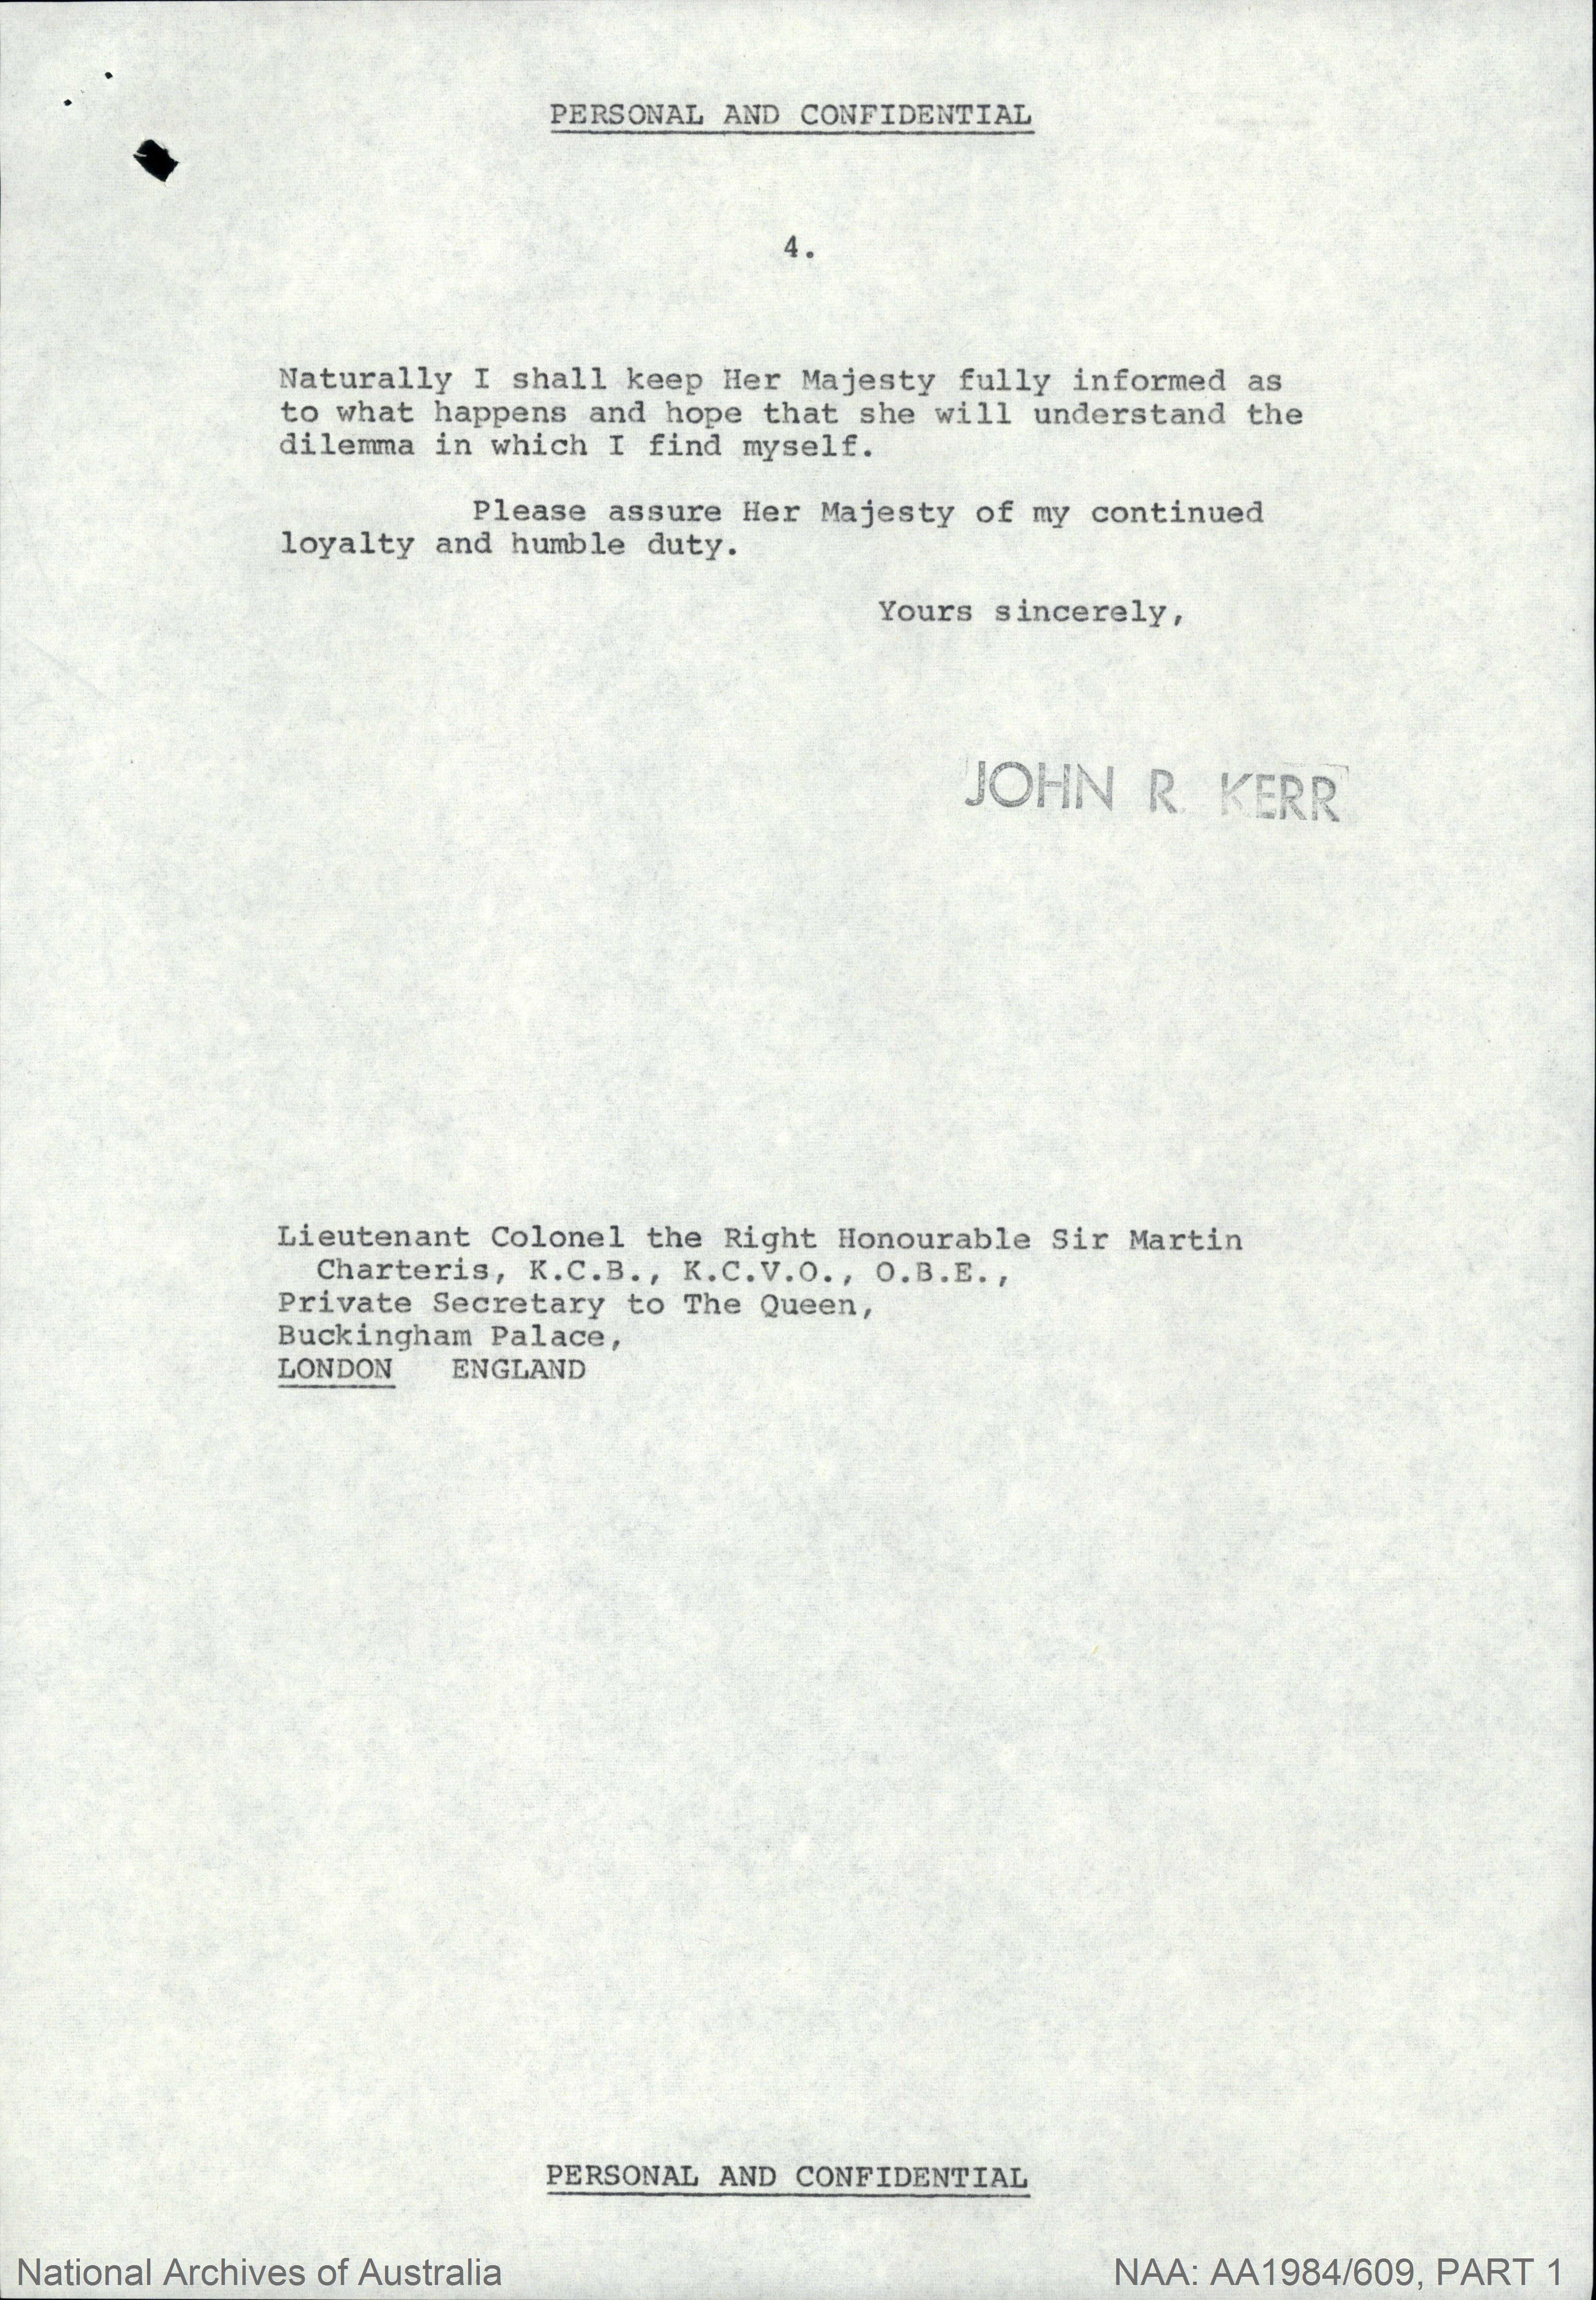 PERSONAL AND CONFIDENTIAL
4.
Naturally I shall keep Her Majesty fully informed as
to what happens and hope that she will understand the
dilemma in which I find myself.
Please assure Her Majesty of my continued
loyalty and humble duty.
Yours sincerely,
JOHN R. KERR
Lieutenant Colonel the Right Honourable Sir Martin
Charteris, K.C.B., K.C.V.O., O.B.E.,
Private Secretary to The Queen,
Buckingham Palace,
LONDON ENGLAND
PERSONAL AND CONFIDENTIAL
National Archives of Australia
NAA: AA1984/609, PART 1